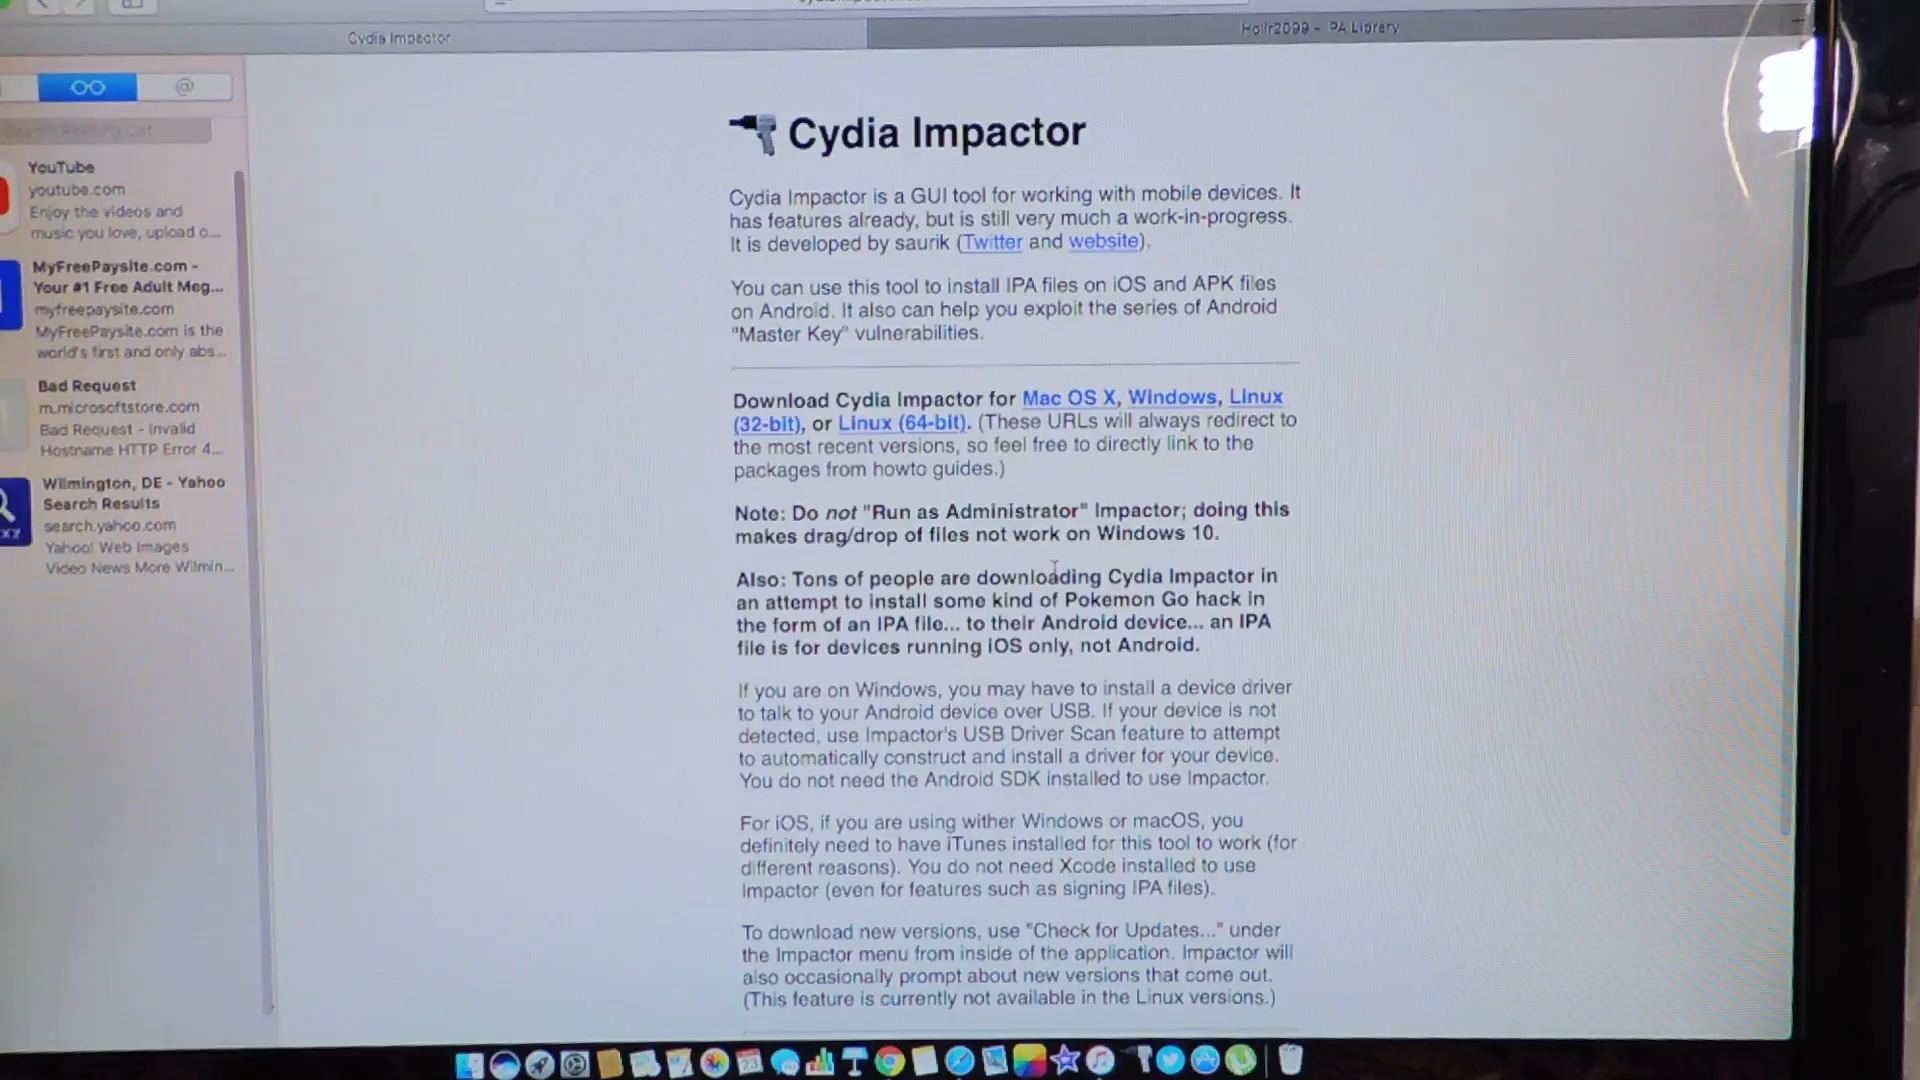 Cydia Impactor
Hollr2099 - IPA Library
@
Search Reading List
YouTube
youtube.com
Enjoy the videos and
music you love, upload o...
MyFreePaysite.com -
Your #1 Free Adult Meg...
myfreepaysite.com
MyFreePaysite.com is the
world's first and only abs...
Bad Request
m.microsoftstore.com
Bad Request - Invalid
Hostname HTTP Error 4...
Wilmington, DE - Yahoo
Search Results
search.yahoo.com
Yahoo! Web Images
Video News More Wilmin...
Cydia Impactor
Cydia Impactor is a GUI tool for working with mobile devices. It
has features already, but is still very much a work-in-progress.
It is developed by saurik (Twitter and website).
You can use this tool to install IPA files on iOS and APK files
on Android. It also can help you exploit the series of Android
"Master Key" vulnerabilities.
Download Cydia Impactor for Mac OS X, Windows, Linux
(32-bit), or Linux (64-bit). (These URLs will always redirect to
the most recent versions, so feel free to directly link to the
packages from howto guides.)
Note: Do not "Run as Administrator" Impactor; doing this
makes drag/drop of files not work on Windows 10.
Also: Tons of people are downloading Cydia Impactor in
an attempt to install some kind of Pokemon Go hack in
the form of an IPA file... to their Android device... an IPA
file is for devices running iOS only, not Android.
If you are on Windows, you may have to install a device driver
to talk to your Android device over USB. If your device is not
detected, use Impactor's USB Driver Scan feature to attempt
to automatically construct and install a driver for your device.
You do not need the Android SDK installed to use Impactor.
For iOS, if you are using wither Windows or macOS, you
definitely need to have iTunes installed for this tool to work (for
different reasons). You do not need Xcode installed to use
Impactor (even for features such as signing IPA files).
To download new versions, use "Check for Updates..." under
the Impactor menu from inside of the application. Impactor will
also occasionally prompt about new versions that come out.
(This feature is currently not available in the Linux versions.)